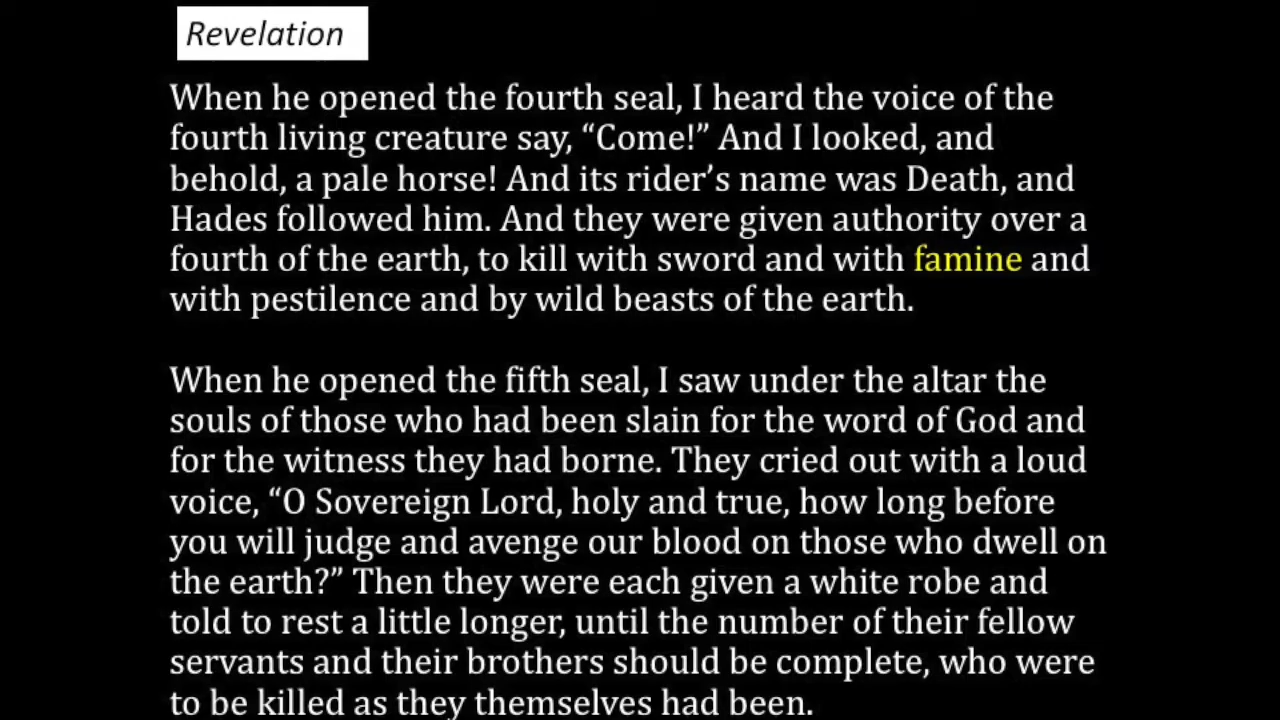 Revelation
When he opened the fourth seal, I heard the voice of the
fourth living creature say, “Come!” And I looked, and
behold, a pale horse! And its rider’s name was Death, and
Hades followed him. And they were given authority over a
fourth of the earth, to kill with sword and with famine and
with pestilence and by wild beasts of the earth.
When he opened the fifth seal, I saw under the altar the
souls of those who had been slain for the word of God and
for the witness they had borne. They cried out with a loud
voice, “O Sovereign Lord, holy and true, how long before
you will judge and avenge our blood on those who dwell on
the earth?” Then they were each given a white robe and
told to rest a little longer, until the number of their fellow
servants and their brothers should be complete, who were
to be killed as they themselves had been.